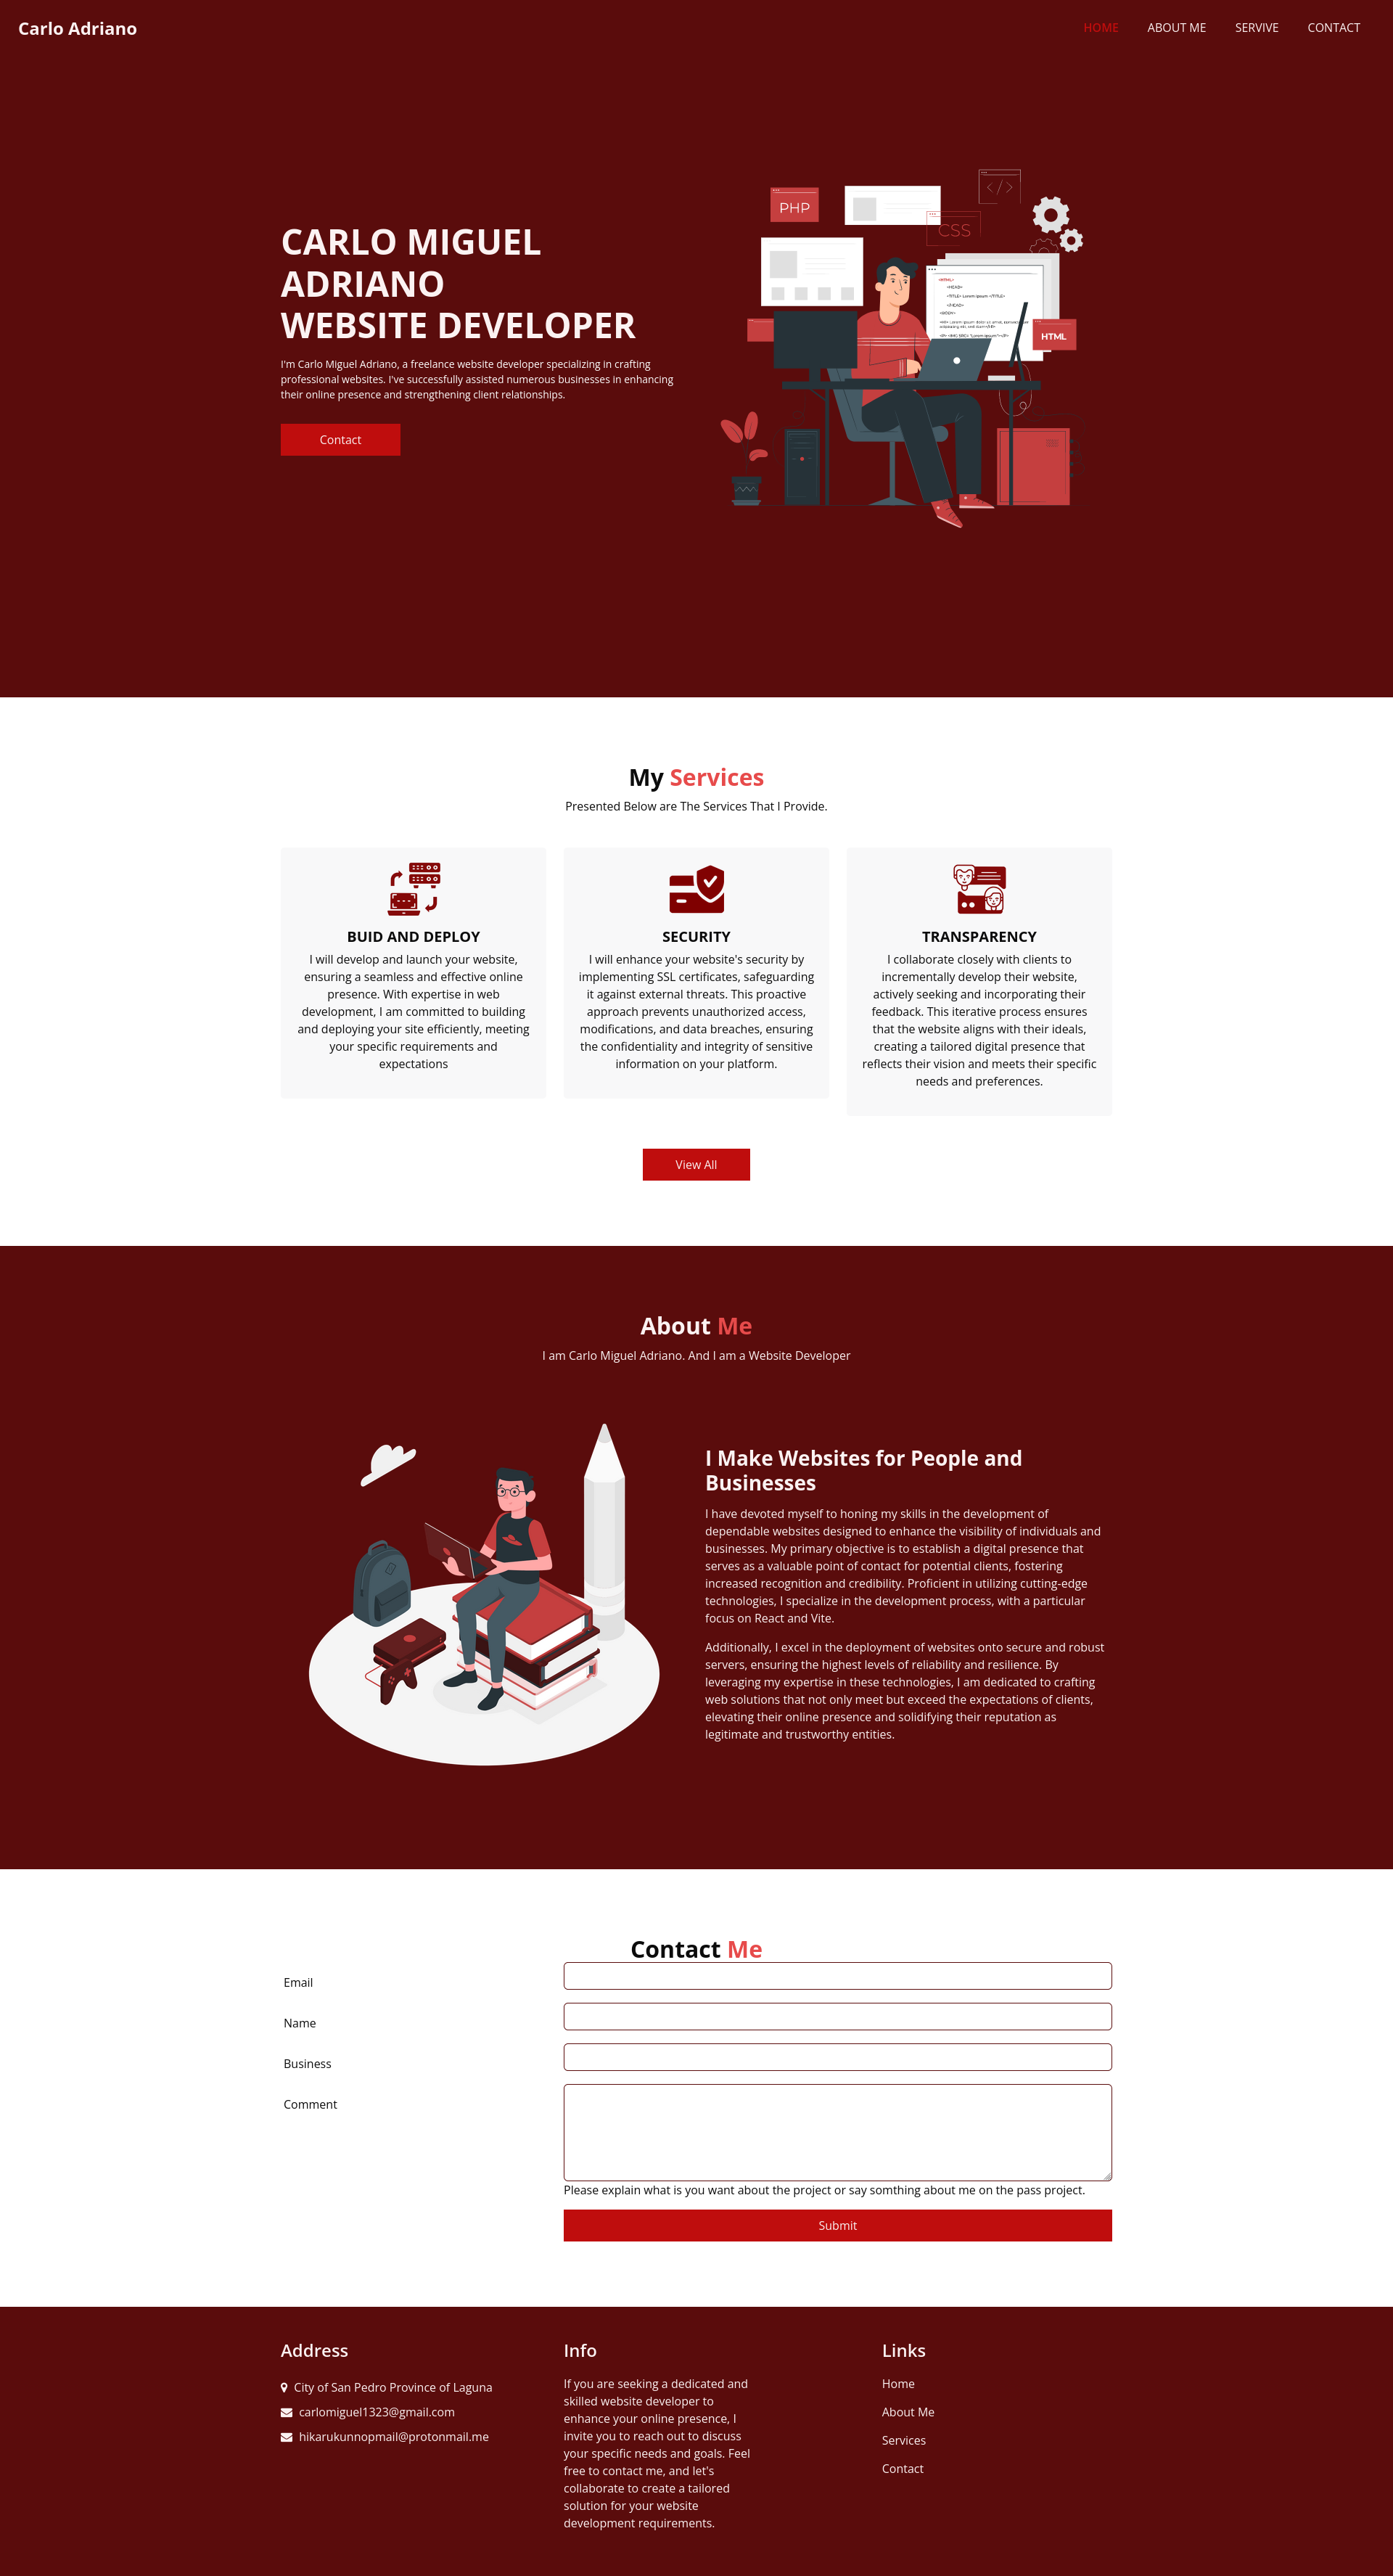 Carlo Adriano
HOME ABOUT ME SERVIVE CONTACT
CARLO MIGUEL
ADRIANO
WEBSITE DEVELOPER
I'm Carlo Miguel Adriano, a freelance website developer specializing in crafting
professional websites. I've successfully assisted numerous businesses in enhancing
their online presence and strengthening client relationships.
Contact
PHP
</>
CSS
<HTML>
<HEAD>
HTML
My Services
Presented Below are The Services That I Provide.
BUID AND DEPLOY
I will develop and launch your website,
ensuring a seamless and effective online
presence. With expertise in web
development, I am committed to building
and deploying your site efficiently, meeting
your specific requirements and
expectations
SECURITY
I will enhance your website's security by
implementing SSL certificates, safeguarding
it against external threats. This proactive
approach prevents unauthorized access,
modifications, and data breaches, ensuring
the confidentiality and integrity of sensitive
information on your platform.
TRANSPARENCY
I collaborate closely with clients to
incrementally develop their website,
actively seeking and incorporating their
feedback. This iterative process ensures
that the website aligns with their ideals,
creating a tailored digital presence that
reflects their vision and meets their specific
needs and preferences.
View All
About Me
I am Carlo Miguel Adriano. And I am a Website Developer
I Make Websites for People and
Businesses
I have devoted myself to honing my skills in the development of
dependable websites designed to enhance the visibility of individuals and
businesses. My primary objective is to establish a digital presence that
serves as a valuable point of contact for potential clients, fostering
increased recognition and credibility. Proficient in utilizing cutting-edge
technologies, I specialize in the development process, with a particular
focus on React and Vite.
Additionally, I excel in the deployment of websites onto secure and robust
servers, ensuring the highest levels of reliability and resilience. By
leveraging my expertise in these technologies, I am dedicated to crafting
web solutions that not only meet but exceed the expectations of clients,
elevating their online presence and solidifying their reputation as
legitimate and trustworthy entities.
Contact Me
Email
Name
Business
Comment
Please explain what is you want about the project or say somthing about me on the pass project.
Submit
Address
City of San Pedro Province of Laguna
carlomiguel1323@gmail.com
hikarukunnopmail@protonmail.me
Info
If you are seeking a dedicated and
skilled website developer to
enhance your online presence, I
invite you to reach out to discuss
your specific needs and goals. Feel
free to contact me, and let's
collaborate to create a tailored
solution for your website
development requirements.
Links
Home
About Me
Services
Contact